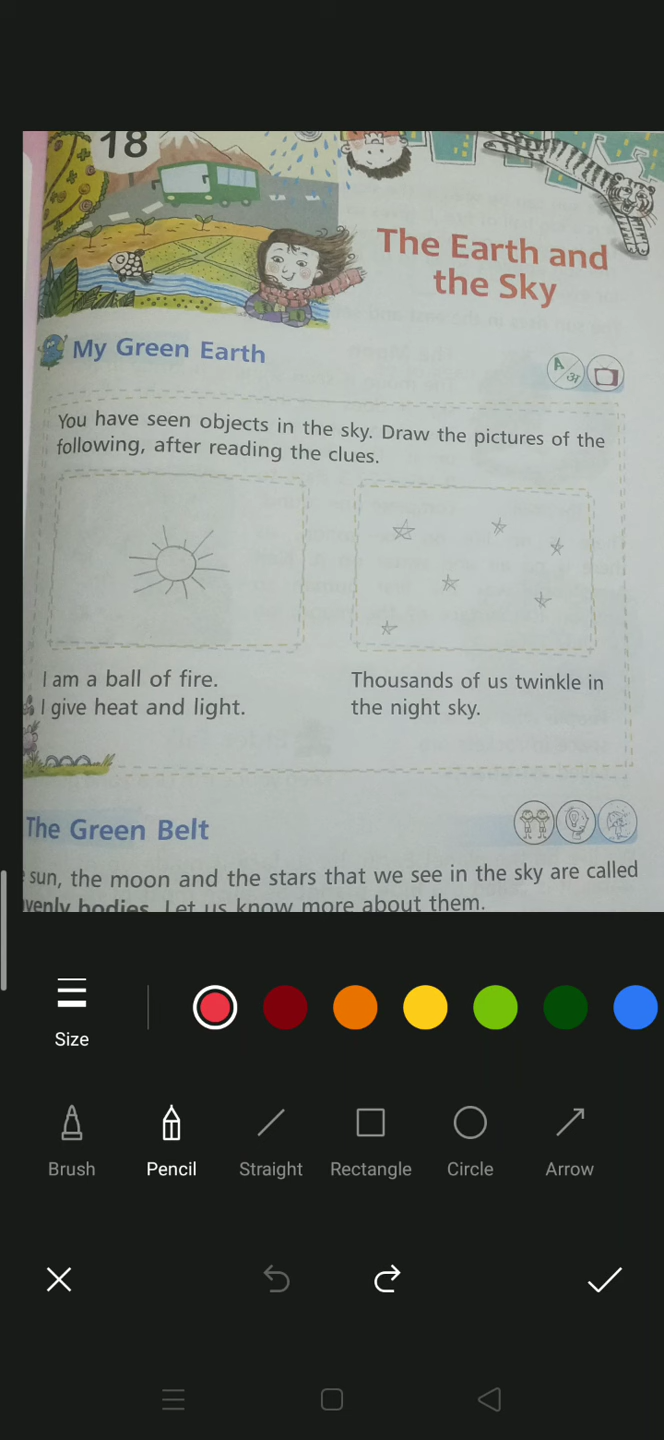 18
The Earth and
the Sky
My Green Earth
A
अ
You have seen objects in the sky. Draw the pictures of the
following, after reading the clues.
I am a ball of fire.
I give heat and light.
Thousands of us twinkle in
the night sky.
The Green Belt
sun, the moon and the stars that we see in the sky are called
venly bodies. Let us know more about them.
Size
Brush
Pencil
Straight
Rectangle
Circle
Arrow